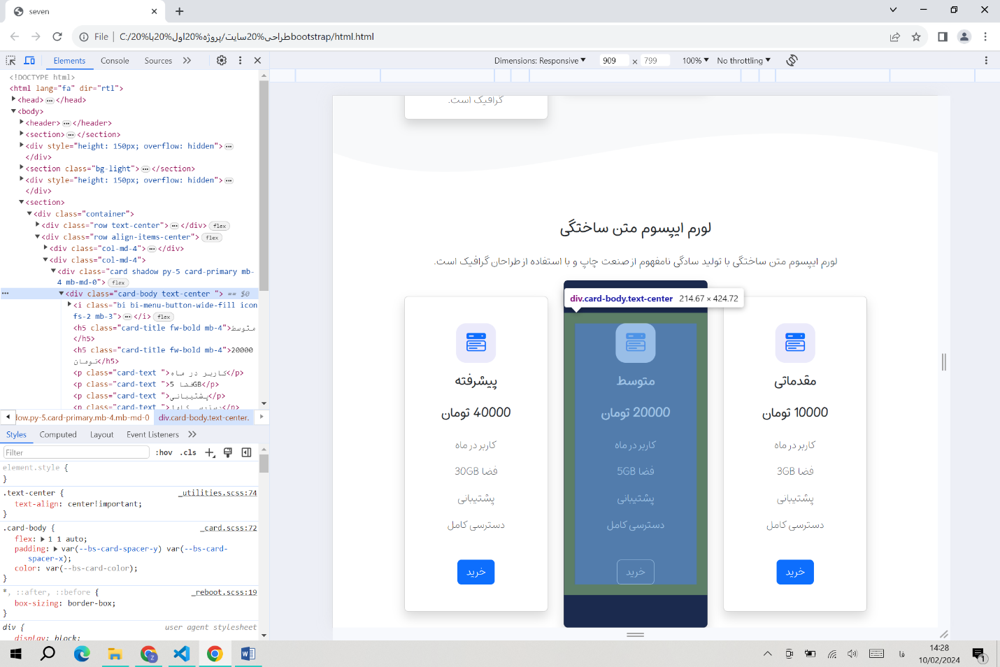 seven
File
C:/طراحی%20سایت/پروژه%20اول%20با%20bootstrap/html.html
Elements
Console
Sources
Dimensions: Responsive
909 × 799
100%
No throttling
<!DOCTYPE html>
<html lang="fa" dir="rtl">
<head> ••• </head>
<body>
<header> ••• </header>
<section> ••• </section>
<div style="height: 150px; overflow: hidden"> •••
</div>
<section class="bg-light"> ••• </section>
<div style="height: 150px; overflow: hidden"> •••
</div>
<section>
<div class="container">
<div class="row text-center"> ••• </div> flex
<div class="row align-items-center"> flex
<div class="col-md-4"> ••• </div>
<div class="col-md-4">
<div class="card shadow py-5 card-primary mb-
4 mb-md-0"> flex
••• <div class="card-body text-center "> == $0
<i class="bi bi-menu-button-wide-fill icon
fs-2 mb-3"> ••• </i> flex
<h5 class="card-title fw-bold mb-4">متوسط
</h5>
<h5 class="card-title fw-bold mb-4">20000
تومان</h5>
<p class="card-text ">کاربر در ماه</p>
<p class="card-text ">فضا 5GB</p>
<p class="card-text ">پشتیبانی</p>
<p class="card-text ">دسترسی کامل</p>
dow.py-5.card-primary.mb-4.mb-md-0
div.card-body.text-center.
Styles
Computed
Layout
Event Listeners
Filter
:hov
.cls
element.style {
}
.text-center {
_utilities.scss:74
text-align: center!important;
}
.card-body {
_card.scss:72
flex: 1 1 auto;
padding: var(--bs-card-spacer-y) var(--bs-card-
spacer-x);
color: var(--bs-card-color);
}
*, ::after, ::before {
_reboot.scss:19
box-sizing: border-box;
}
div {
user agent stylesheet
display: block;
گرافیک است.
لورم ایپسوم متن ساختگی
لورم ایپسوم متن ساختگی با تولید سادگی نامفهوم از صنعت چاپ و با استفاده از طراحان گرافیک است.
div.card-body.text-center 214.67 × 424.72
مقدماتی
10000 تومان
کاربر در ماه
فضا 3GB
پشتیبانی
دسترسی کامل
خرید
متوسط
20000 تومان
کاربر در ماه
فضا 5GB
پشتیبانی
دسترسی کامل
خرید
پیشرفته
40000 تومان
کاربر در ماه
فضا 30GB
پشتیبانی
دسترسی کامل
خرید
Z
W
فا
14:28
10/02/2024
1